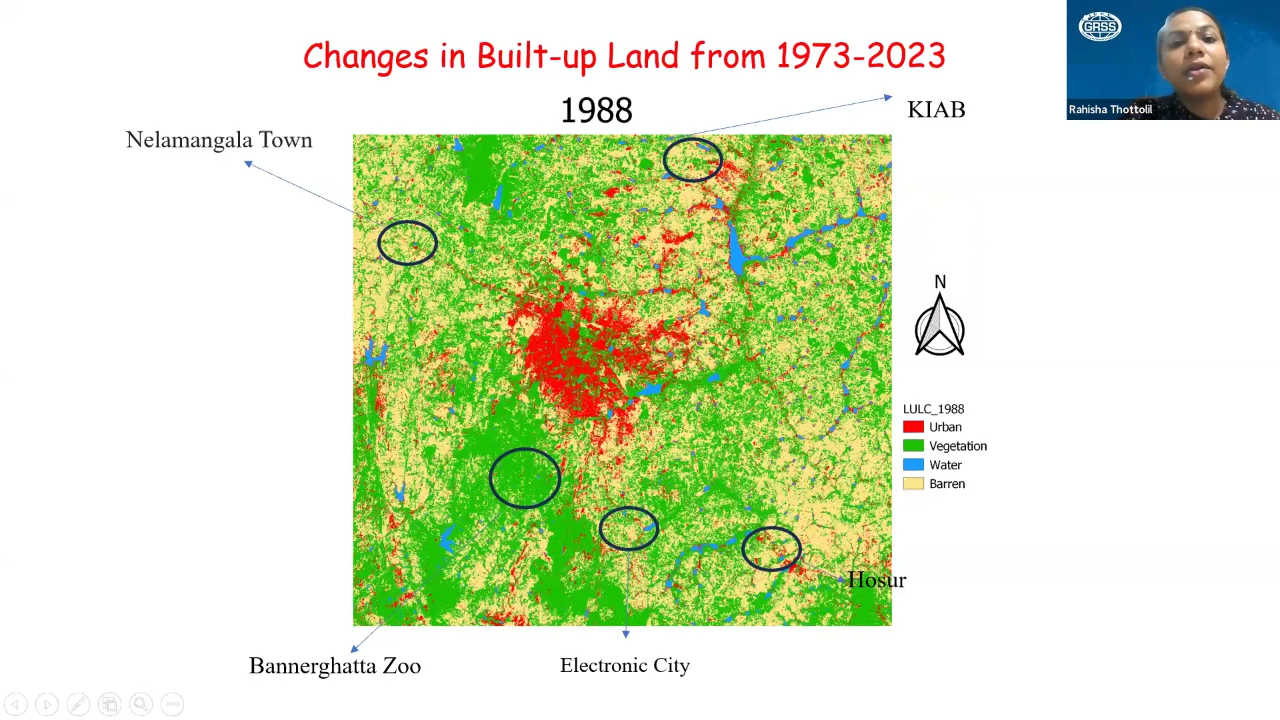 Changes in Built-up Land from 1973-2023
GRSS
Rahisha Thottolil
1988
KIAB
Nelamangala Town
N
LULC_1988
Urban
Vegetation
Water
Barren
Hosur
Bannerghatta Zoo
Electronic City